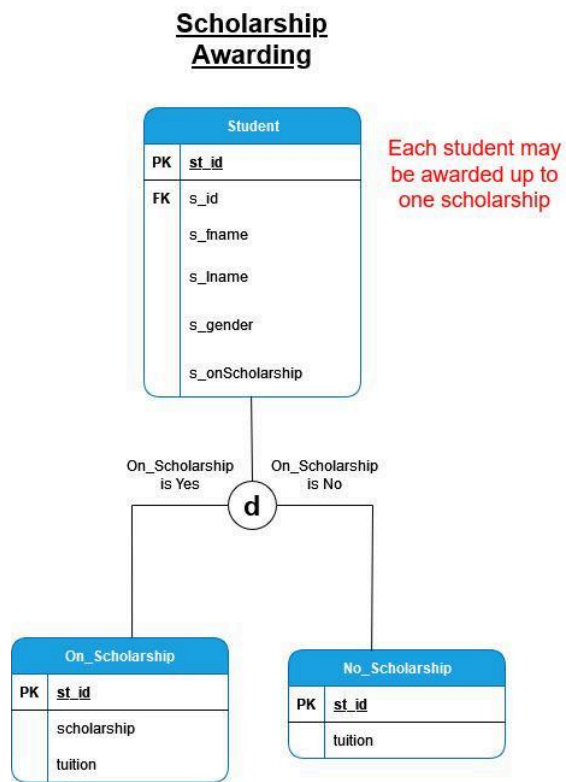 Scholarship
Awarding
Student
PK st_id
FK s_id
s_fname
s_lname
s_gender
s_onScholarship
Each student may
be awarded up to
one scholarship
On_Scholarship
is Yes
On_Scholarship
is No
d
On_Scholarship
PK st_id
scholarship
tuition
No_Scholarship
PK st_id
tuition